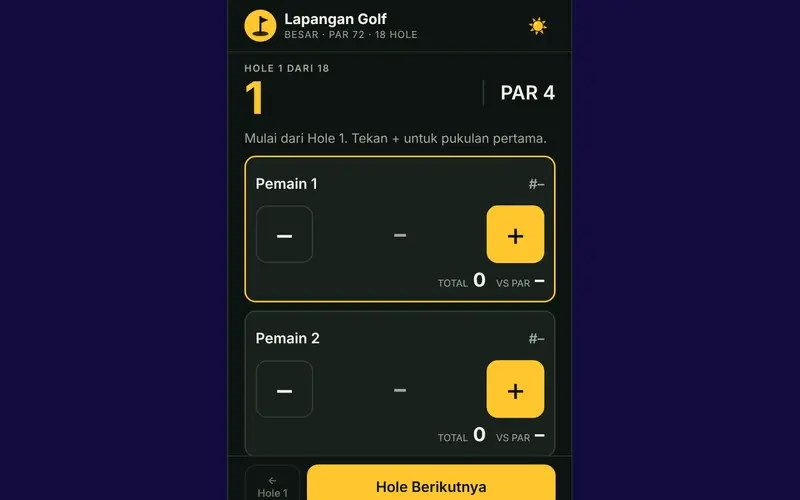 Lapangan Golf
BESAR · PAR 72 · 18 HOLE
HOLE 1 DARI 18
1
PAR 4
Mulai dari Hole 1. Tekan + untuk pukulan pertama.
Pemain 1
#–
− – +
TOTAL 0 VS PAR –
Pemain 2
#–
− – +
TOTAL 0 VS PAR –
←
Hole 1
Hole Berikutnya